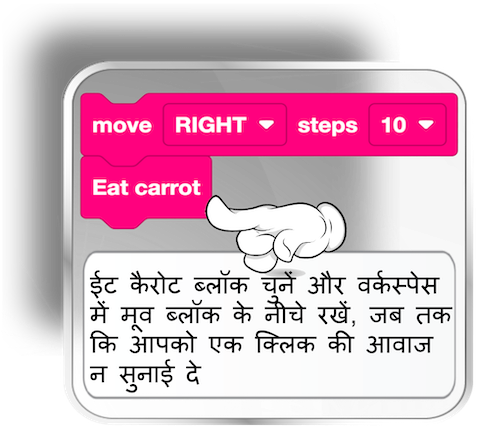 move RIGHT steps 10
Eat carrot
ईट कैरोट ब्लॉक चुनें और वर्कस्पेस
में मूव ब्लॉक के नीचे रखें, जब तक
कि आपको एक क्लिक की आवाज
न सुनाई दे